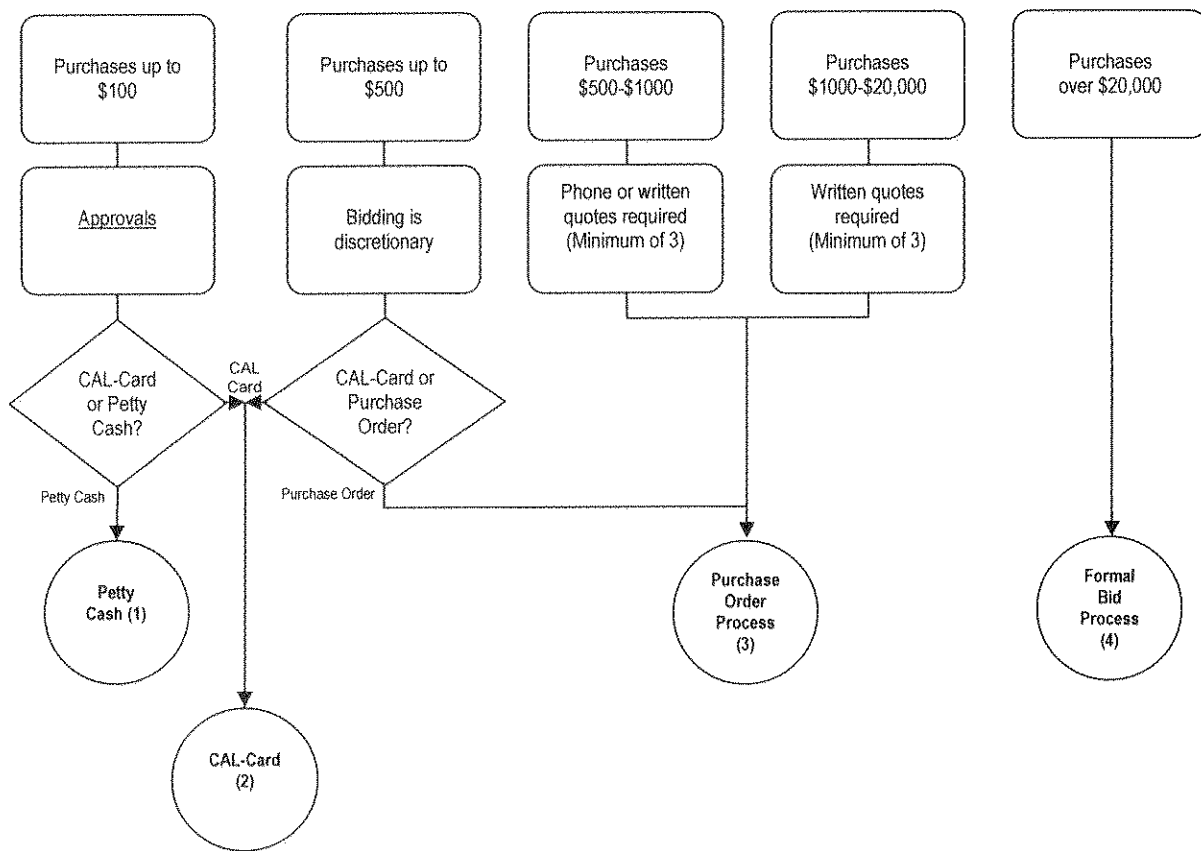 Purchases up to
$100
Purchases up to
$500
Purchases
$500-$1000
Purchases
$1000-$20,000
Purchases
over $20,000
Approvals
Bidding is
discretionary
Phone or written
quotes required
(Minimum of 3)
Written quotes
required
(Minimum of 3)
CAL-Card
or Petty
Cash?
CAL
Card
CAL-Card or
Purchase
Order?
Petty Cash
Purchase Order
Petty
Cash (1)
Purchase
Order
Process
(3)
Formal
Bid
Process
(4)
CAL-Card
(2)